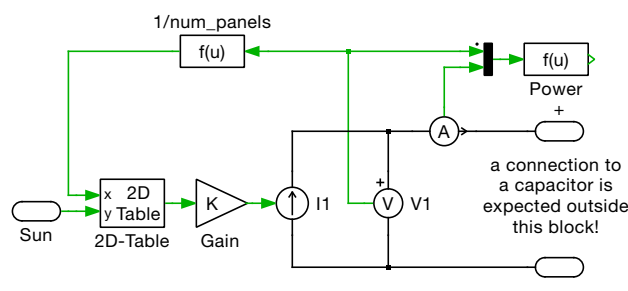 1/num_panels
f(u)
f(u)
Power
A
+
x 2D
y Table
2D-Table
Sun
K
Gain
I1
+
V
V1
a connection to
a capacitor is
expected outside
this block!